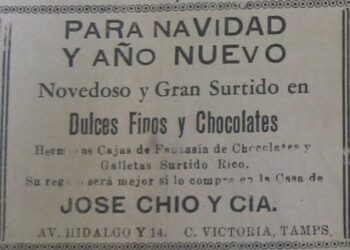 PARA NAVIDAD
Y AÑO NUEVO
Novedoso y Gran Surtido en
Dulces Finos y Chocolates
Cajas de Fantasía de Chocolates y
Galletas Surtido Rico.
Su será mejor si lo compra en la Casa de
JOSE CHIO Y CIA.
AV. HIDALGO Y 14. C. VICTORIA, TAMPS.